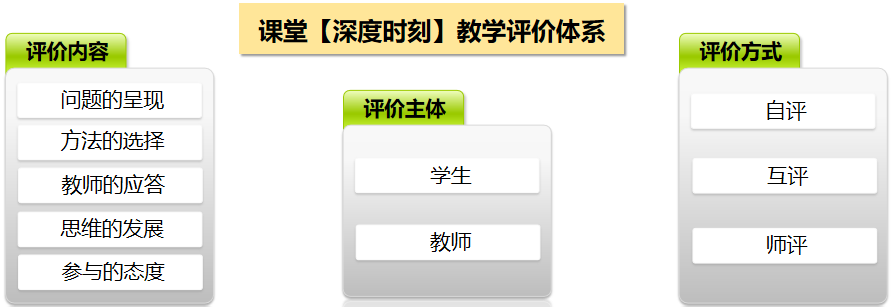 课堂【深度时刻】教学评价体系
评价内容
问题的呈现
方法的选择
教师的应答
思维的发展
参与的态度
评价主体
学生
教师
评价方式
自评
互评
师评